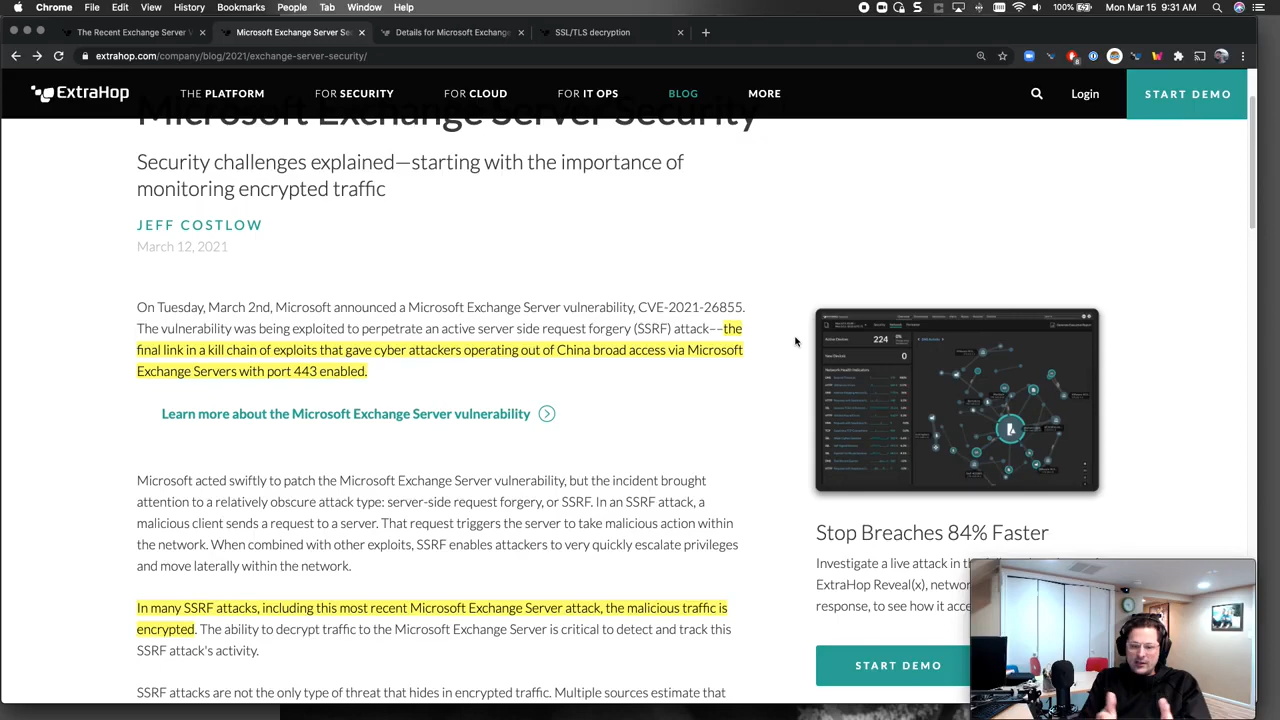 Chrome File Edit View History Bookmarks People Tab Window Help
100% Mon Mar 15 9:31 AM
The Recent Exchange Server V
Microsoft Exchange Server Sec
Details for Microsoft Exchange
SSL/TLS decryption
extrahop.com/company/blog/2021/exchange-server-security/
ExtraHop
THE PLATFORM
FOR SECURITY
FOR CLOUD
FOR IT OPS
BLOG
MORE
Login
START DEMO
Microsoft Exchange Server Security
Security challenges explained—starting with the importance of
monitoring encrypted traffic
JEFF COSTLOW
March 12, 2021
On Tuesday, March 2nd, Microsoft announced a Microsoft Exchange Server vulnerability, CVE-2021-26855.
The vulnerability was being exploited to perpetrate an active server side request forgery (SSRF) attack––the
final link in a kill chain of exploits that gave cyber attackers operating out of China broad access via Microsoft
Exchange Servers with port 443 enabled.
Learn more about the Microsoft Exchange Server vulnerability
Microsoft acted swiftly to patch the Microsoft Exchange Server vulnerability, but the incident brought
attention to a relatively obscure attack type: server-side request forgery, or SSRF. In an SSRF attack, a
malicious client sends a request to a server. That request triggers the server to take malicious action within
the network. When combined with other exploits, SSRF enables attackers to very quickly escalate privileges
and move laterally within the network.
In many SSRF attacks, including this most recent Microsoft Exchange Server attack, the malicious traffic is
encrypted. The ability to decrypt traffic to the Microsoft Exchange Server is critical to detect and track this
SSRF attack's activity.
SSRF attacks are not the only type of threat that hides in encrypted traffic. Multiple sources estimate that
224
0
Stop Breaches 84% Faster
Investigate a live attack in th
ExtraHop Reveal(x), networ
response, to see how it acce
START DEMO